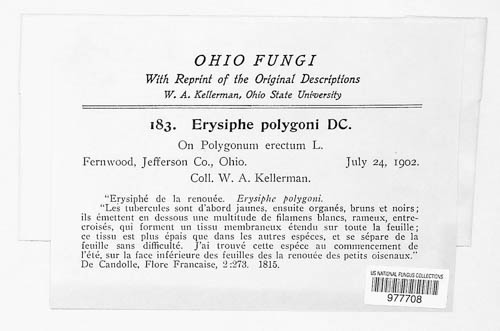 OHIO FUNGI
With Reprint of the Original Descriptions
W. A. Kellerman, Ohio State University
183. Erysiphe polygoni DC.
On Polygonum erectum L.
Fernwood, Jefferson Co., Ohio. July 24, 1902.
Coll. W. A. Kellerman.
"Erysiphé de la renouée. Erysiphe polygoni.
"Les tubercules sont d'abord jaunes, ensuite organés, bruns et noirs;
ils émettent en dessous une multitude de filamens blancs, rameux, entre-
croisés, qui forment un tissu membraneux étendu sur toute la feuille;
ce tissu est plus épais que dans les autres espéces, et se sépare de la
feuille sans difficulté. J'ai trouvé cette espéce au commencement de
l'été, sur la face inférieure des feuilles des la renouée des petits oisenaux."
De Candolle, Flore Francaise, 2:273. 1815.
US NATIONAL FUNGUS COLLECTIONS
977708